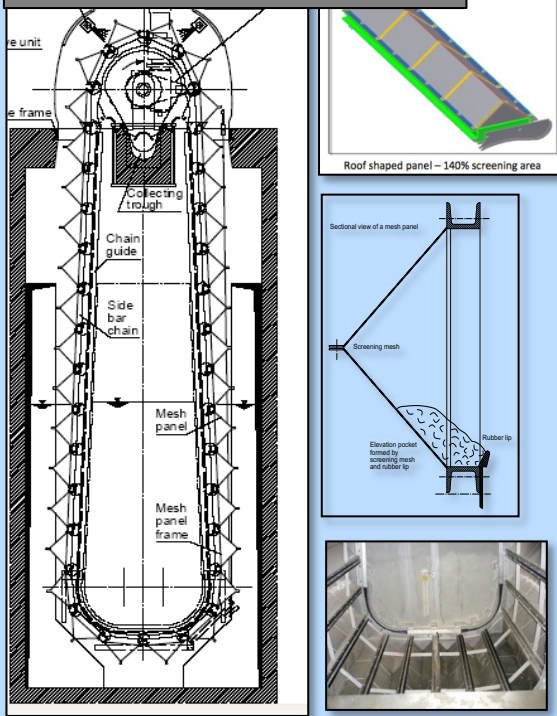 ve unit
e frame
Collecting
trough
Chain
guide
Side
bar
chain
Mesh
panel
Mesh
panel
frame
Roof shaped panel – 140% screening area
Sectional view of a mesh panel
Screening mesh
Elevation pocket
formed by
screening mesh
and rubber lip
Rubber lip